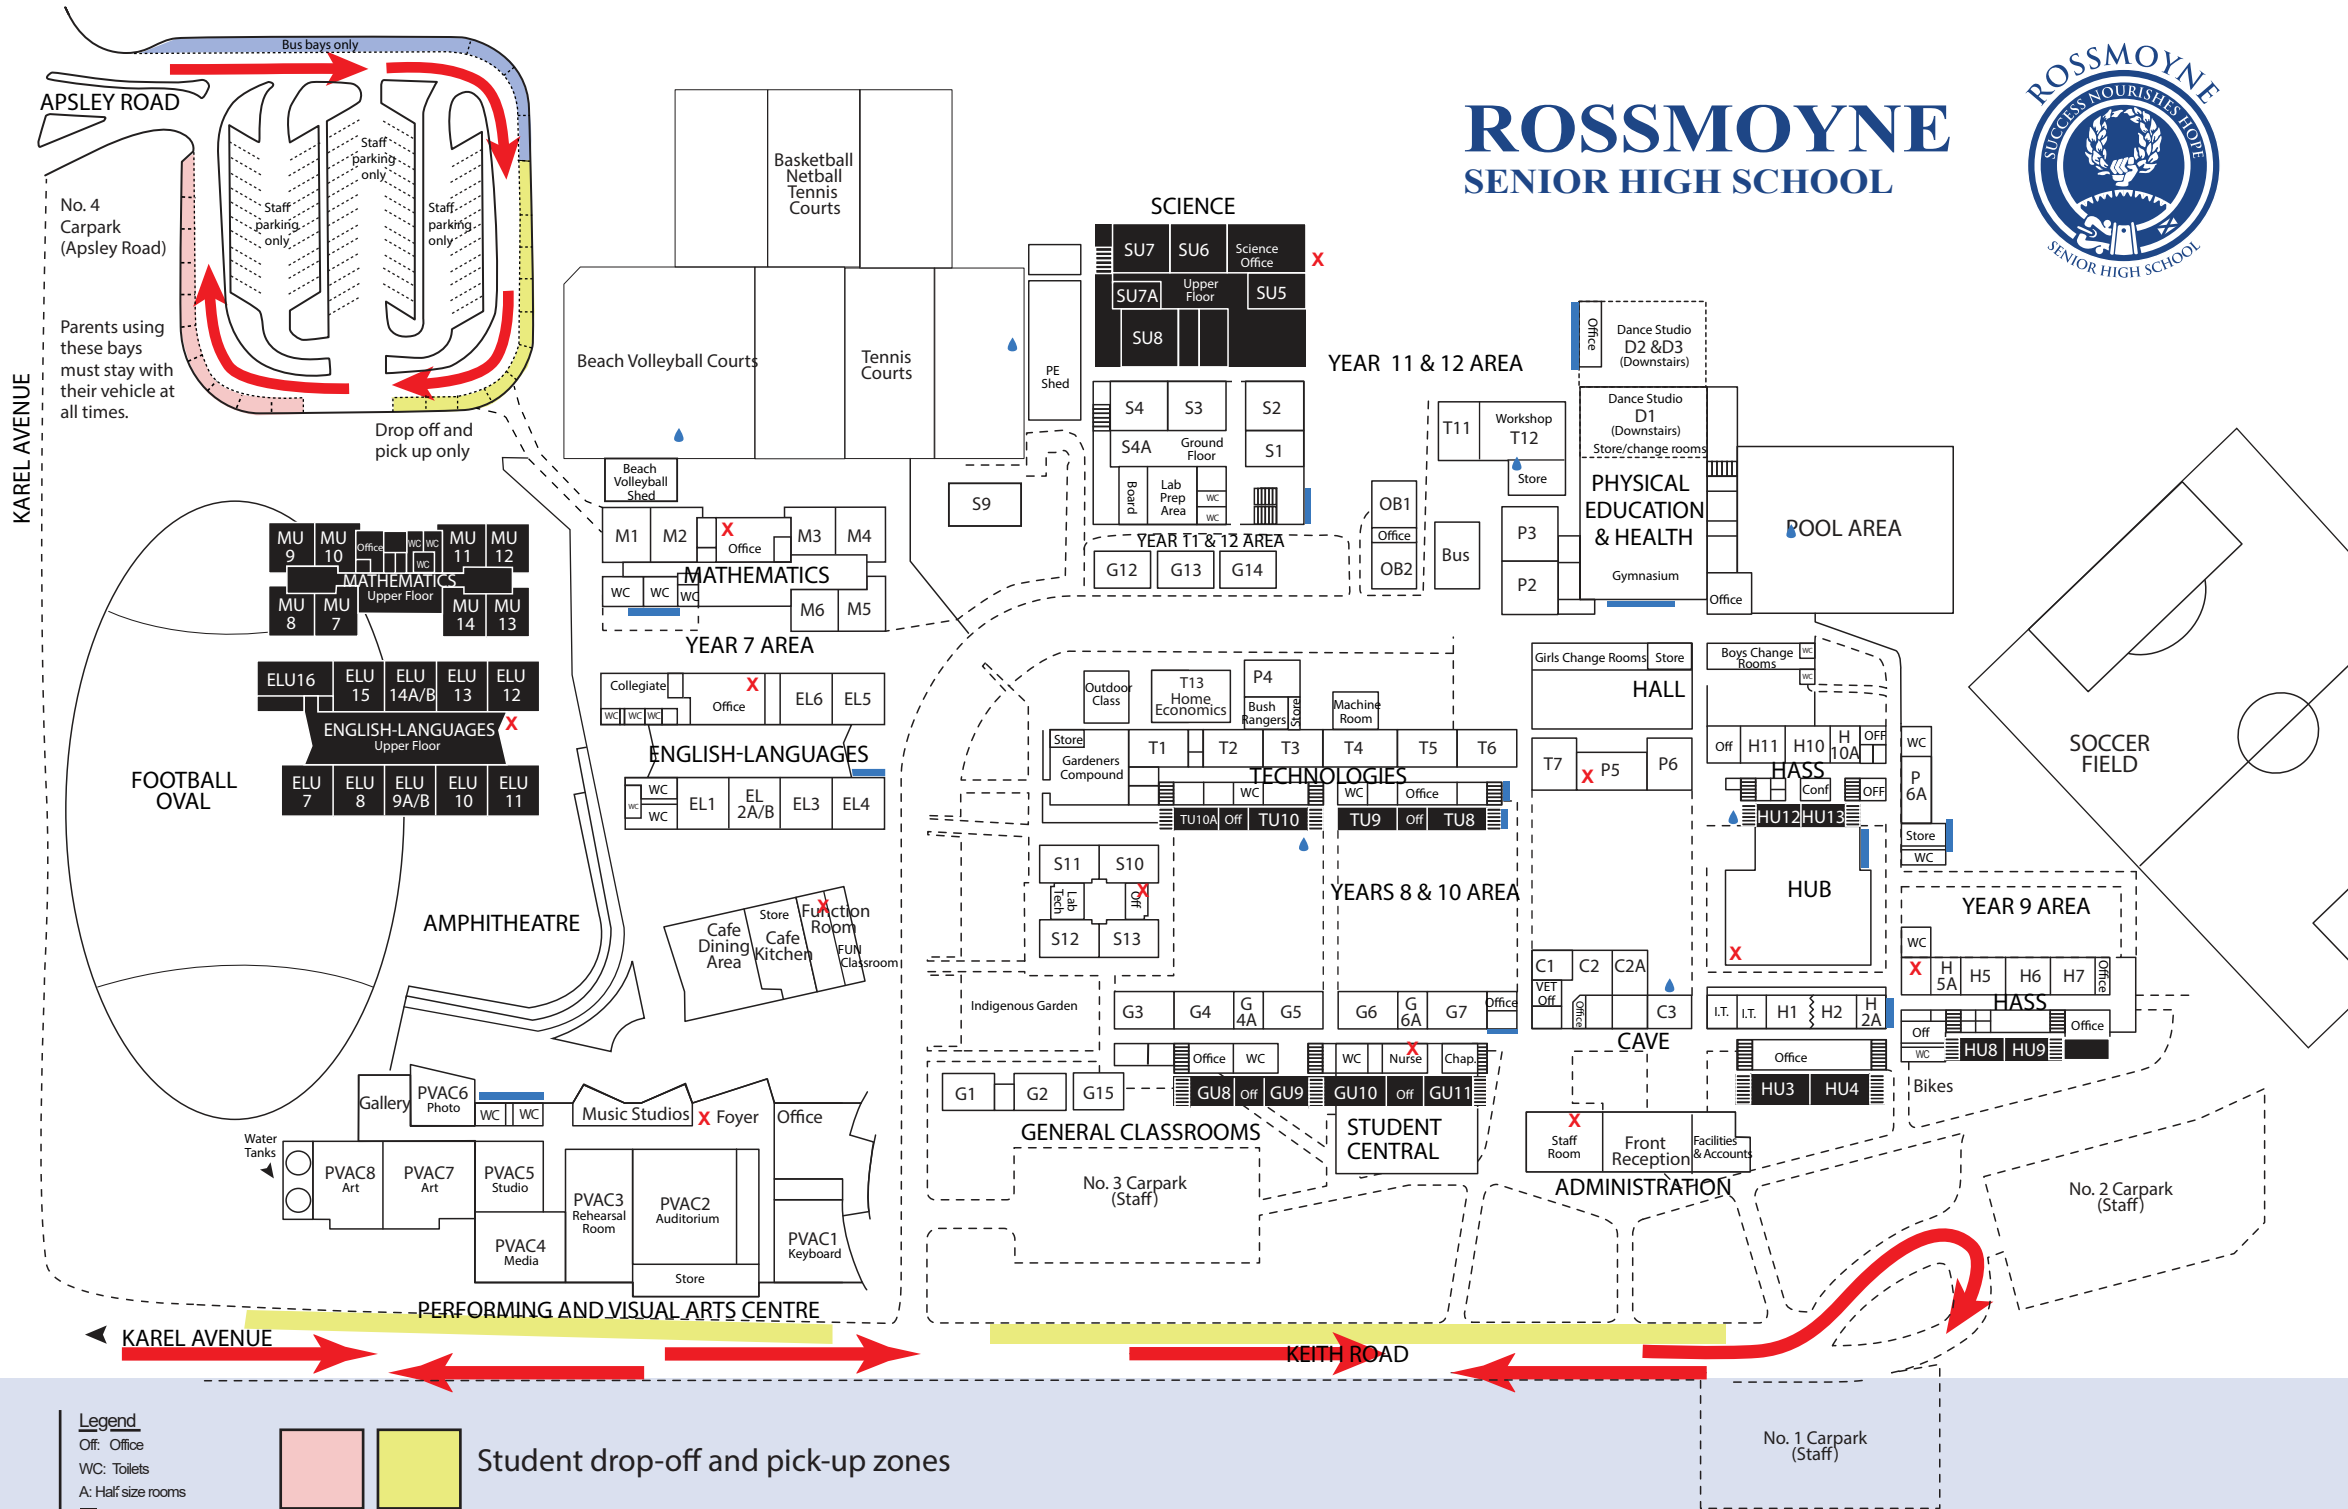 ROSSMOYNE
SENIOR HIGH SCHOOL
ROSSMOYNE
SUCCESS NOURISHES HOPE
SENIOR HIGH SCHOOL
Bus bays only
APSLEY ROAD
Staff
parking
only
Staff
parking
only
Staff
parking
only
No. 4
Carpark
(Apsley Road)
Parents using
these bays
must stay with
their vehicle at
all times.
KAREL AVENUE
Drop off and
pick up only
Basketball
Netball
Tennis
Courts
Beach Volleyball Courts
Tennis
Courts
PE
Shed
Beach
Volleyball
Shed
SCIENCE
SU7
SU6
Science
Office
X
SU7A
Upper
Floor
SU5
SU8
YEAR 11 & 12 AREA
S4
S3
S2
S4A
Ground
Floor
S1
Board
Lab
Prep
Area
WC
WC
S9
YEAR 11 & 12 AREA
G12
G13
G14
OB1
Office
OB2
Bus
T11
Workshop
T12
Store
Office
Dance Studio
D2 &D3
(Downstairs)
Dance Studio
D1
(Downstairs)
Store/change rooms
PHYSICAL
EDUCATION
& HEALTH
Gymnasium
P3
P2
Office
POOL AREA
MU
9
MU
10
Office
WC
WC
WC
MU
11
MU
12
MATHEMATICS
Upper Floor
MU
8
MU
7
MU
14
MU
13
M1
M2
X
Office
M3
M4
MATHEMATICS
WC
WC
WC
M6
M5
YEAR 7 AREA
ELU16
ELU
15
ELU
14A/B
ELU
13
ELU
12
ENGLISH-LANGUAGES
Upper Floor
X
ELU
7
ELU
8
ELU
9A/B
ELU
10
ELU
11
Collegiate
X
Office
EL6
EL5
WC
WC
WC
ENGLISH-LANGUAGES
WC
WC
WC
EL1
EL
2A/B
EL3
EL4
FOOTBALL
OVAL
AMPHITHEATRE
Cafe
Dining
Area
Store
Cafe
Kitchen
X
Function
Room
FUN
Classroom
Outdoor
Class
T13
Home
Economics
P4
Bush
Rangers
Store
Machine
Room
Store
Gardeners
Compound
T1
T2
T3
T4
T5
T6
TECHNOLOGIES
WC
WC
Office
TU10A
Off
TU10
TU9
Off
TU8
Girls Change Rooms
Store
HALL
Boys Change
Rooms
WC
WC
T7
X
P5
P6
Off
H11
H10
H
10A
OFF
HASS
Conf
OFF
HU12
HU13
WC
P
6A
Store
WC
SOCCER
FIELD
S11
S10
Lab
Tech
X
Off
S12
S13
YEARS 8 & 10 AREA
HUB
X
YEAR 9 AREA
WC
X
H
5A
H5
H6
H7
Office
HASS
Off
WC
HU8
HU9
Office
Bikes
C1
C2
C2A
VET
Off
Office
C3
CAVE
I.T.
I.T.
H1
H2
H
2A
Office
HU3
HU4
Indigenous Garden
G3
G4
G
4A
G5
G6
G
6A
G7
Office
Office
WC
WC
X
Nurse
Chap.
G1
G2
G15
GU8
Off
GU9
GU10
Off
GU11
GENERAL CLASSROOMS
STUDENT
CENTRAL
X
Staff
Room
Front
Reception
Facilities
& Accounts
ADMINISTRATION
No. 3 Carpark
(Staff)
No. 2 Carpark
(Staff)
Gallery
PVAC6
Photo
WC
WC
Music Studios
X
Foyer
Office
Water
Tanks
PVAC8
Art
PVAC7
Art
PVAC5
Studio
PVAC4
Media
PVAC3
Rehearsal
Room
PVAC2
Auditorium
PVAC1
Keyboard
Store
PERFORMING AND VISUAL ARTS CENTRE
KAREL AVENUE
KEITH ROAD
No. 1 Carpark
(Staff)
Legend
Off: Office
WC: Toilets
A: Half size rooms
Student drop-off and pick-up zones